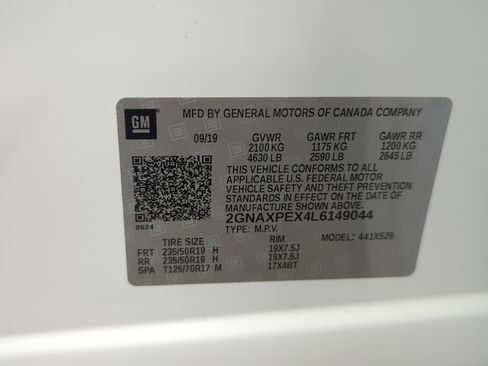 GM
MFD BY GENERAL MOTORS OF CANADA COMPANY
09/19 GVWR GAWR FRT GAWR RR
2100 KG 1175 KG 1200 KG
4630 LB 2590 LB 2645 LB
THIS VEHICLE CONFORMS TO ALL
APPLICABLE U.S. FEDERAL MOTOR
VEHICLE SAFETY AND THEFT PREVENTION
STANDARDS IN EFFECT ON THE DATE OF
MANUFACTURE SHOWN ABOVE.
2GNAXPEX4L6149044
8624 TYPE: M.P.V. MODEL: 441XS26
TIRE SIZE RIM
FRT 235/50R19 H 19X7.5J
RR 235/50R19 H 19X7.5J
SPA T125/70R17 M 17X4BT